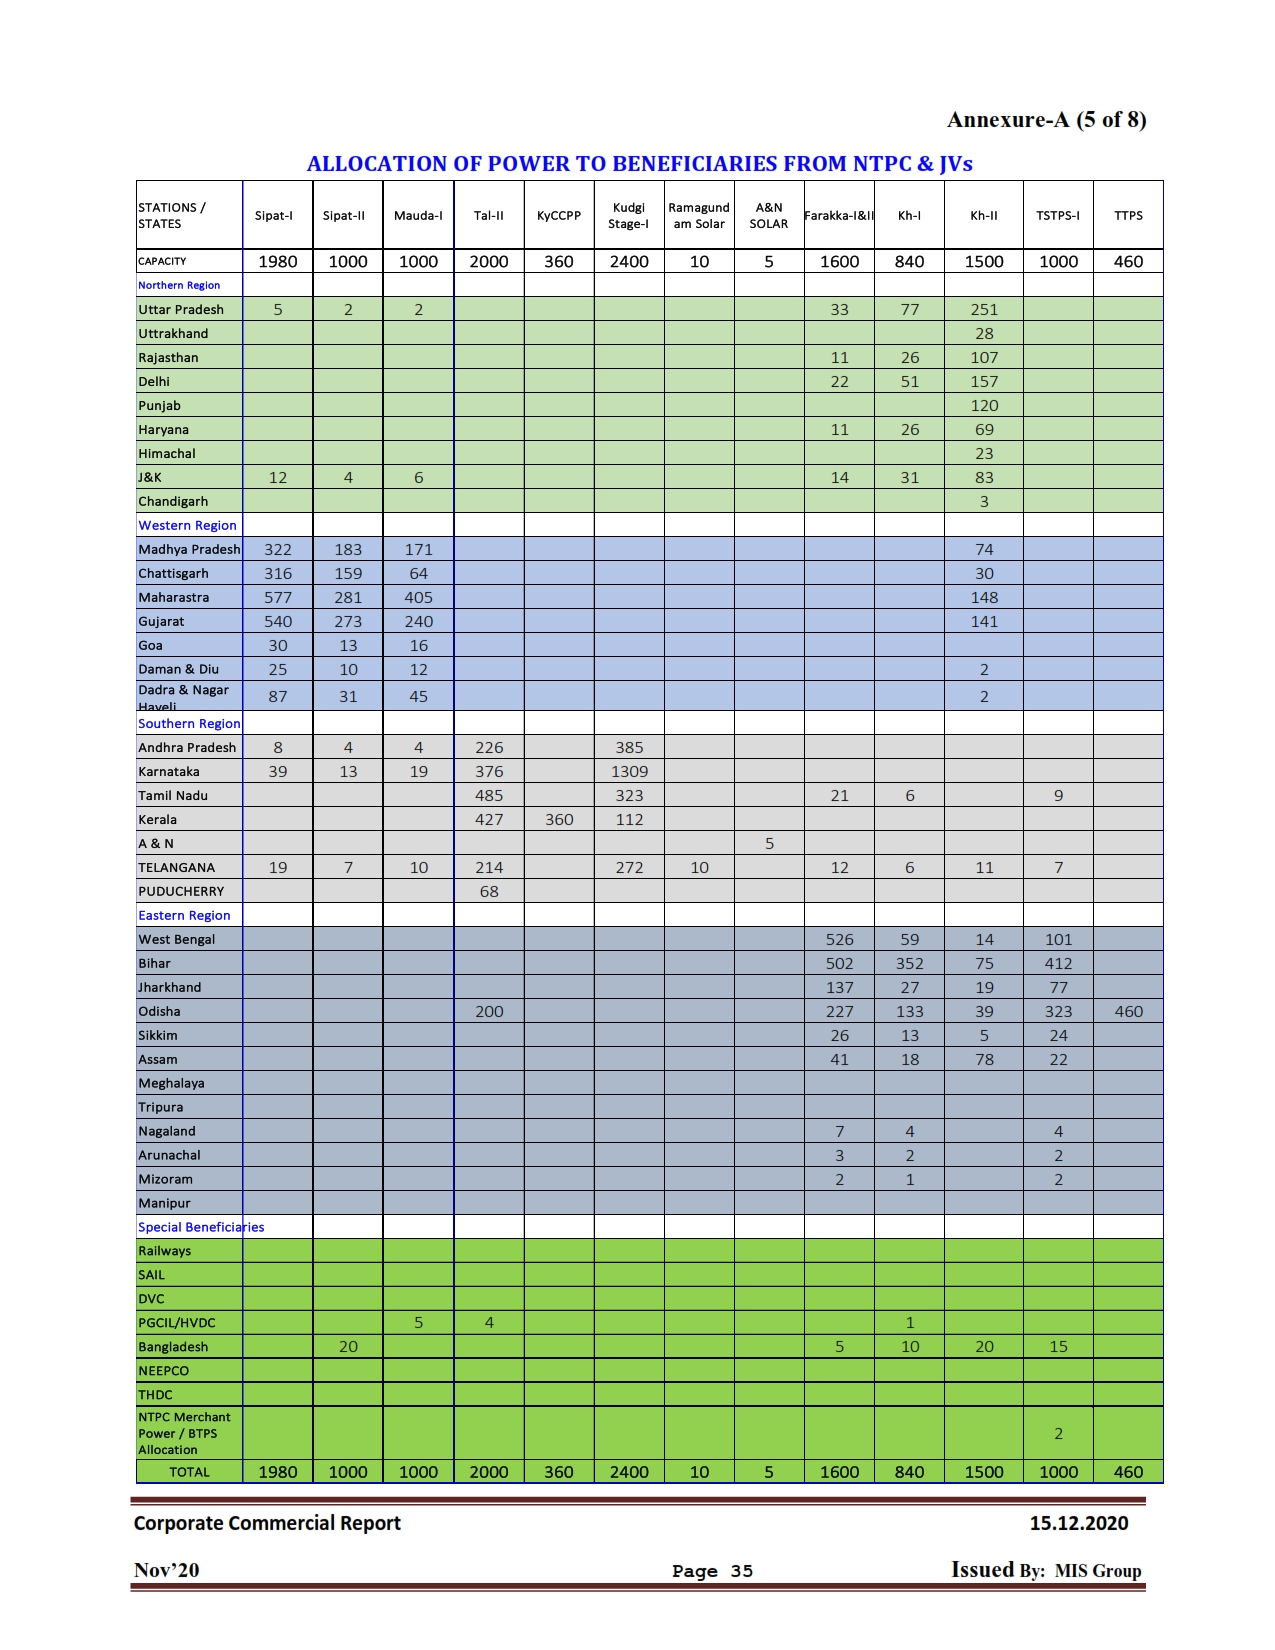 Annexure-A (5 of 8)
ALLOCATION OF POWER TO BENEFICIARIES FROM NTPC & JVs
STATIONS / STATES Sipat-I Sipat-II Mauda-I Tal-II KyCCPP Kudgi Stage-I Ramagund am Solar A&N SOLAR Farakka-I&II Kh-I Kh-II TSTPS-I TTPS
CAPACITY 1980 1000 1000 2000 360 2400 10 5 1600 840 1500 1000 460
Northern Region
Uttar Pradesh 5 2 2 33 77 251
Uttrakhand 28
Rajasthan 11 26 107
Delhi 22 51 157
Punjab 120
Haryana 11 26 69
Himachal 23
J&K 12 4 6 14 31 83
Chandigarh 3
Western Region
Madhya Pradesh 322 183 171 74
Chattisgarh 316 159 64 30
Maharastra 577 281 405 148
Gujarat 540 273 240 141
Goa 30 13 16
Daman & Diu 25 10 12 2
Dadra & Nagar Haveli 87 31 45 2
Southern Region
Andhra Pradesh 8 4 4 226 385
Karnataka 39 13 19 376 1309
Tamil Nadu 485 323 21 6 9
Kerala 427 360 112
A & N 5
TELANGANA 19 7 10 214 272 10 12 6 11 7
PUDUCHERRY 68
Eastern Region
West Bengal 526 59 14 101
Bihar 502 352 75 412
Jharkhand 137 27 19 77
Odisha 200 227 133 39 323 460
Sikkim 26 13 5 24
Assam 41 18 78 22
Meghalaya
Tripura
Nagaland 7 4 4
Arunachal 3 2 2
Mizoram 2 1 2
Manipur
Special Beneficiaries
Railways
SAIL
DVC
PGCIL/HVDC 5 4 1
Bangladesh 20 5 10 20 15
NEEPCO
THDC
NTPC Merchant Power / BTPS Allocation 2
TOTAL 1980 1000 1000 2000 360 2400 10 5 1600 840 1500 1000 460
Corporate Commercial Report 15.12.2020
Nov’20 Page 35 Issued By: MIS Group